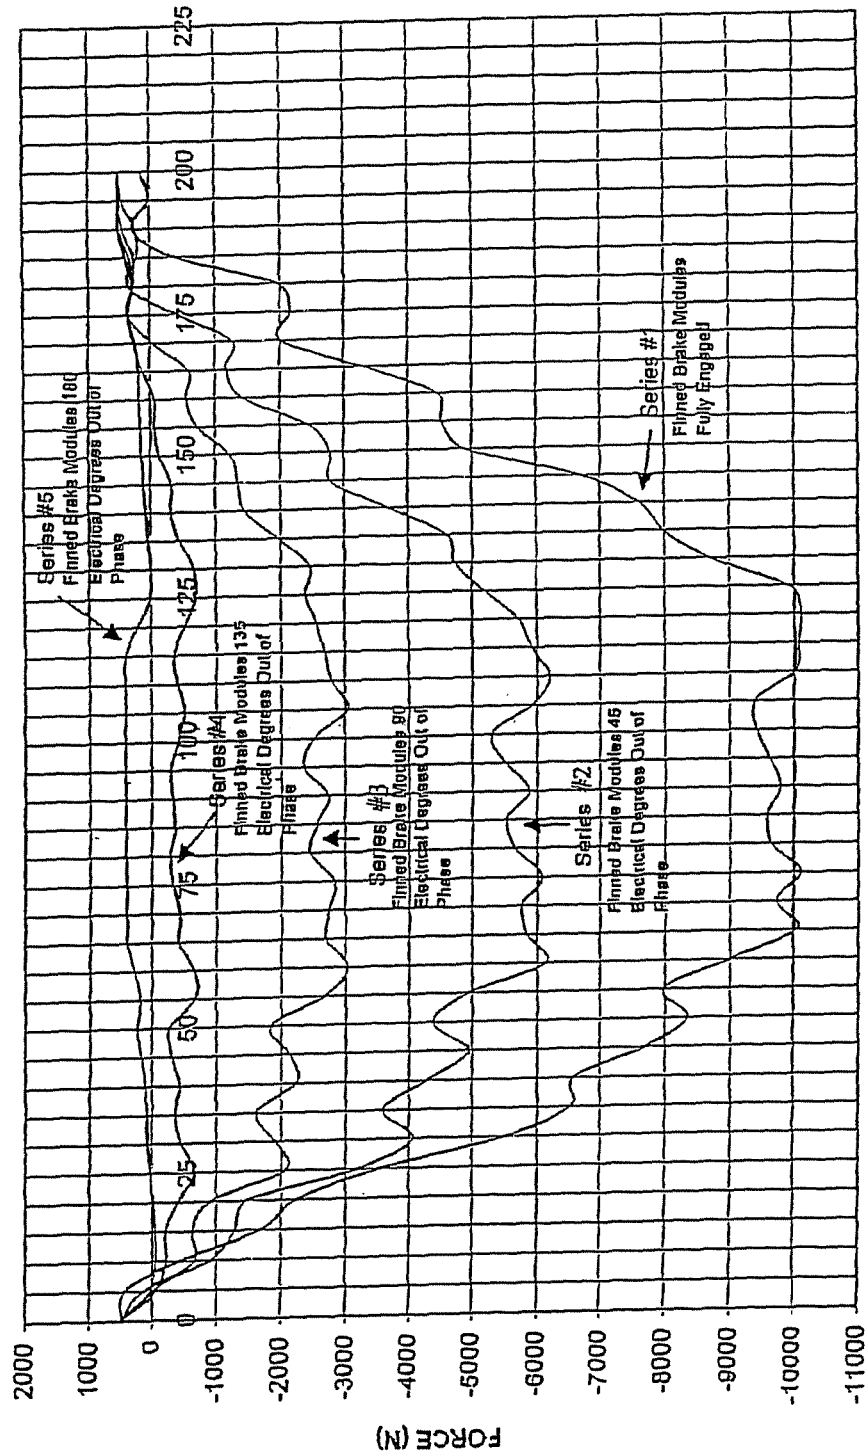 2000
1000
0
-1000
-2000
-3000
-4000
-5000
-6000
-7000
-8000
-9000
-10000
-11000
FORCE (N)
0
25
50
75
100
125
150
175
200
225
Series #5
Finned Brake Modules 180
Electrical Degrees Out of
Phase
Series #4
Finned Brake Modules 135
Electrical Degrees Out of
Phase
Series #3
Finned Brake Modules 90
Electrical Degrees Out of
Phase
Series #2
Finned Brake Modules 45
Electrical Degrees Out of
Phase
Series #1
Finned Brake Modules
Fully Engaged